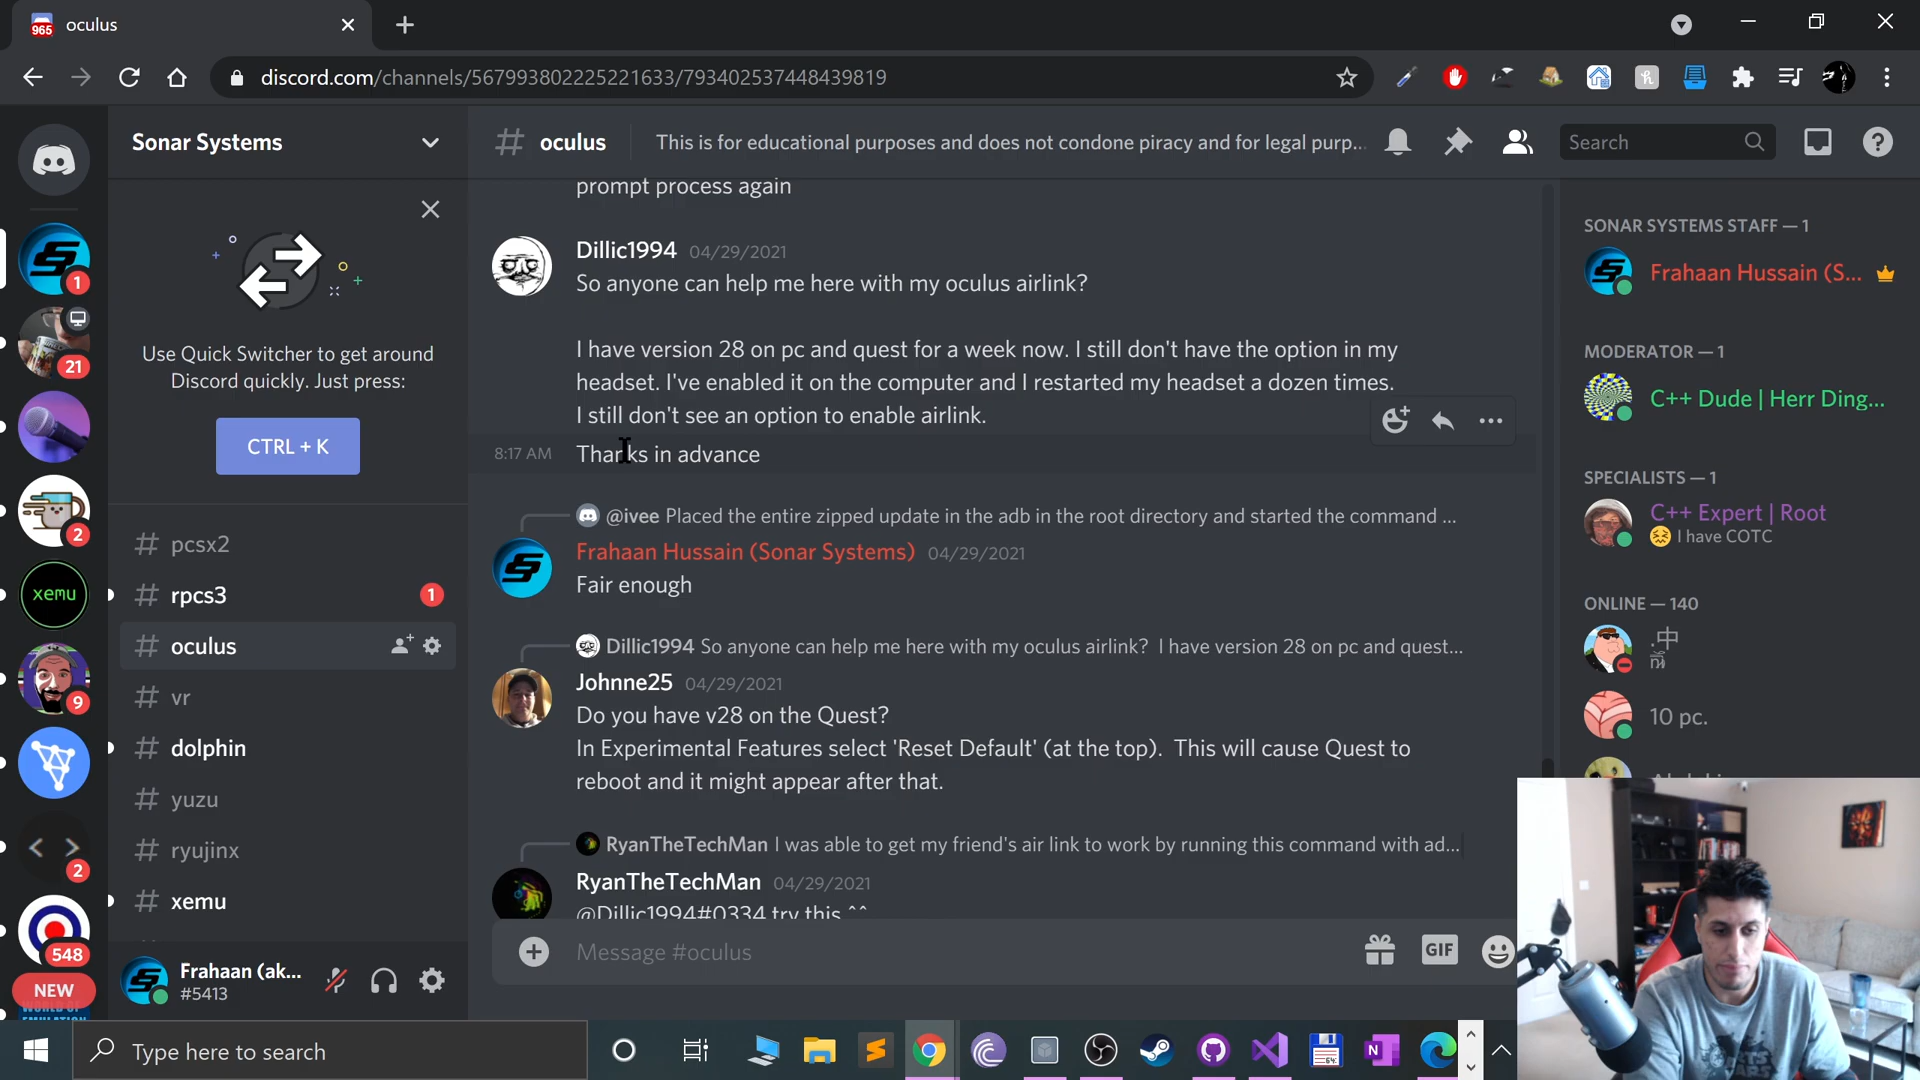 965 oculus
discord.com/channels/567993802225221633/793402537448439819
Sonar Systems
# oculus
This is for educational purposes and does not condone piracy and for legal purp...
Search
Use Quick Switcher to get around
Discord quickly. Just press:
CTRL + K
# pcsx2
# rpcs3 1
# oculus
# vr
# dolphin
# yuzu
# ryujinx
# xemu
1
21
2
xemu
9
2
548
NEW
Frahaan (ak...
#5413
prompt process again
Dillic1994 04/29/2021
So anyone can help me here with my oculus airlink?
I have version 28 on pc and quest for a week now. I still don't have the option in my
headset. I've enabled it on the computer and I restarted my headset a dozen times.
I still don't see an option to enable airlink.
8:17 AM Thanks in advance
@ivee Placed the entire zipped update in the adb in the root directory and started the command ...
Frahaan Hussain (Sonar Systems) 04/29/2021
Fair enough
Dillic1994 So anyone can help me here with my oculus airlink? I have version 28 on pc and quest...
Johnne25 04/29/2021
Do you have v28 on the Quest?
In Experimental Features select 'Reset Default' (at the top). This will cause Quest to
reboot and it might appear after that.
RyanTheTechMan I was able to get my friend's air link to work by running this command with ad...
RyanTheTechMan 04/29/2021
@Dillic1994#0334 try this ^^
Message #oculus
GIF
SONAR SYSTEMS STAFF — 1
Frahaan Hussain (S...
MODERATOR — 1
C++ Dude | Herr Ding...
SPECIALISTS — 1
C++ Expert | Root
I have COTC
ONLINE — 140
10 pc.
Type here to search